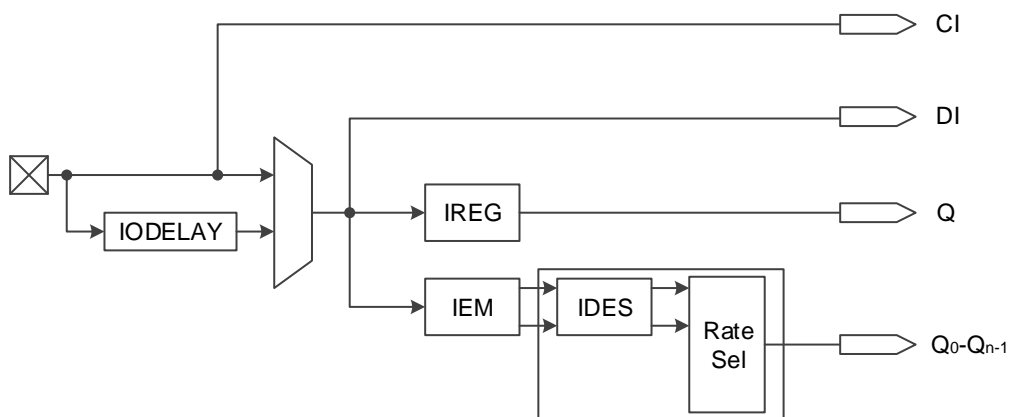 CI
DI
IREG
Q
IODELAY
IEM
IDES
Rate
Sel
Q0-Qn-1